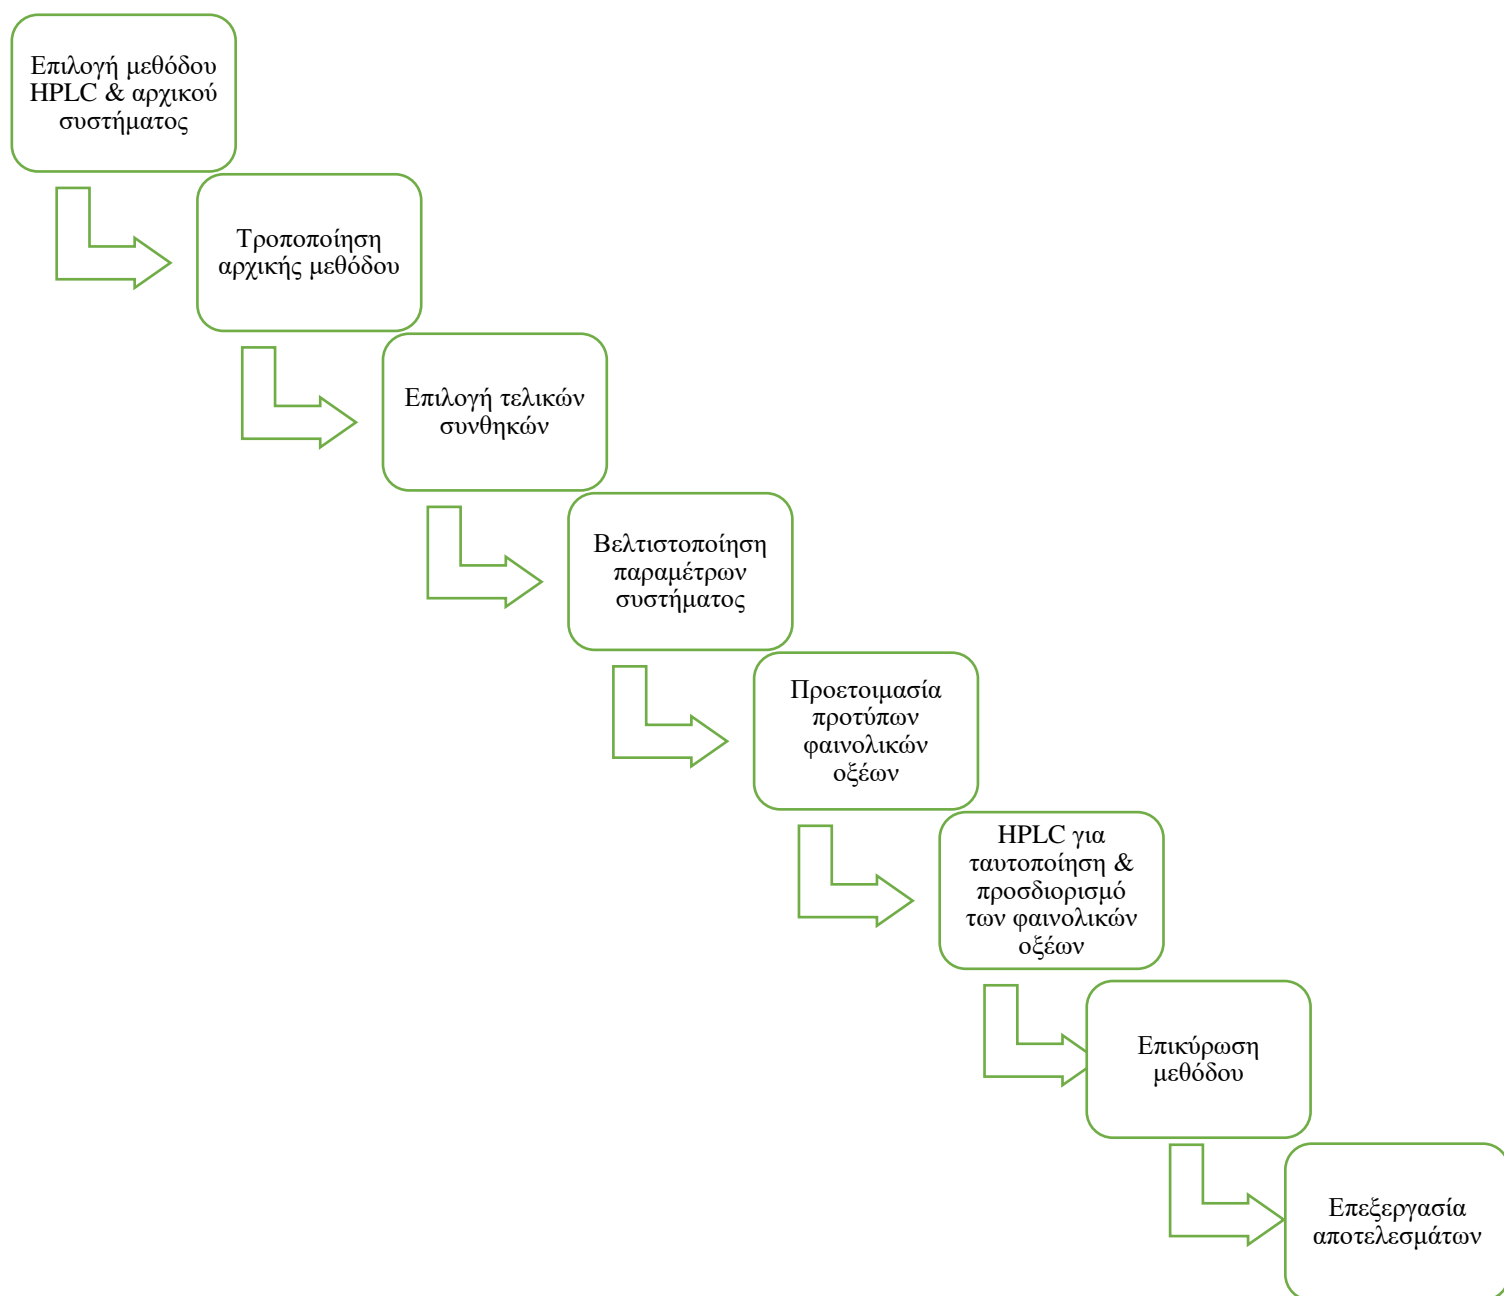 Επιλογή μεθόδου
HPLC & αρχικού
συστήματος
Τροποποίηση
αρχικής μεθόδου
Επιλογή τελικών
συνθηκών
Βελτιστοποίηση
παραμέτρων
συστήματος
Προετοιμασία
προτύπων
φαινολικών
οξέων
HPLC για
ταυτοποίηση &
προσδιορισμό
των φαινολικών
οξέων
Επικύρωση
μεθόδου
Επεξεργασία
αποτελεσμάτων